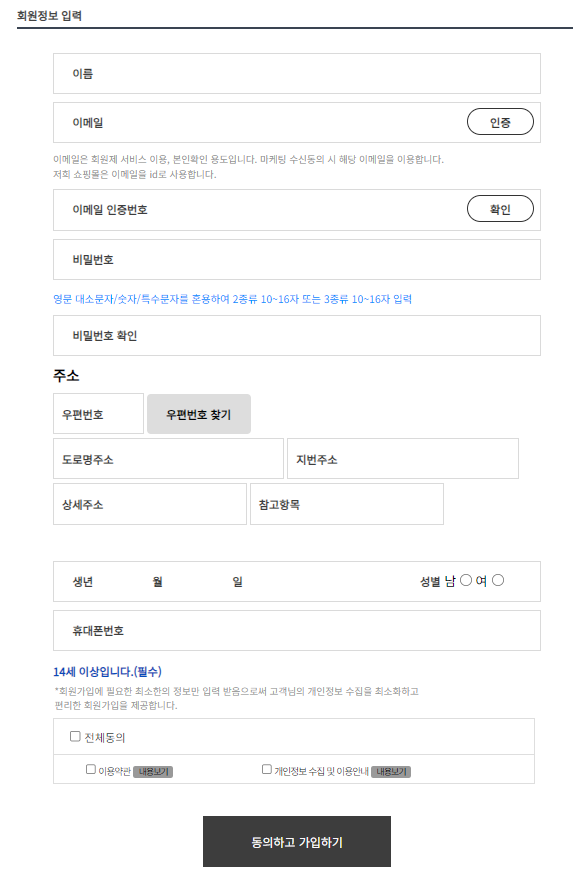 회원정보 입력
이름
이메일 인증
이메일은 회원제 서비스 이용, 본인확인 용도입니다. 마케팅 수신동의 시 해당 이메일을 이용합니다.
저희 쇼핑몰은 이메일을 id로 사용합니다.
이메일 인증번호 확인
비밀번호
영문 대소문자/숫자/특수문자를 혼용하여 2종류 10~16자 또는 3종류 10~16자 입력
비밀번호 확인
주소
우편번호 우편번호 찾기
도로명주소 지번주소
상세주소 참고항목
생년 월 일 성별 남 여
휴대폰번호
14세 이상입니다.(필수)
*회원가입에 필요한 최소한의 정보만 입력 받음으로써 고객님의 개인정보 수집을 최소화하고
편리한 회원가입을 제공합니다.
전체동의
이용약관 내용보기 개인정보 수집 및 이용안내 내용보기
동의하고 가입하기